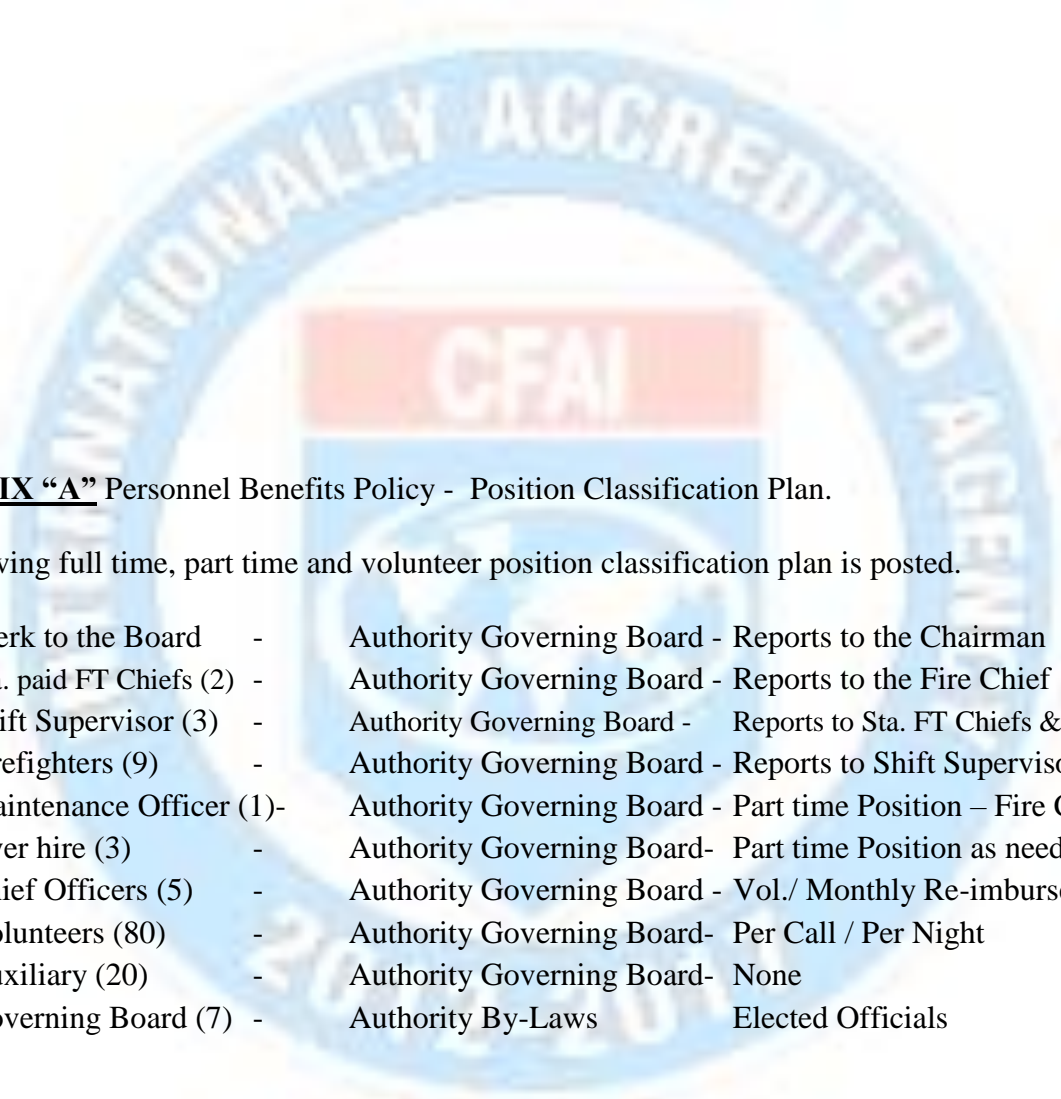 INTERNATIONALLY ACCREDITED AGENCY
CFAI
IX “A” Personnel Benefits Policy - Position Classification Plan.
wing full time, part time and volunteer position classification plan is posted.
erk to the Board - Authority Governing Board - Reports to the Chairman
. paid FT Chiefs (2) - Authority Governing Board - Reports to the Fire Chief
ift Supervisor (3) - Authority Governing Board - Reports to Sta. FT Chiefs &
refighters (9) - Authority Governing Board - Reports to Shift Superviso
aintenance Officer (1)- Authority Governing Board - Part time Position – Fire C
ver hire (3) - Authority Governing Board- Part time Position as need
hief Officers (5) - Authority Governing Board - Vol./ Monthly Re-imburs
olunteers (80) - Authority Governing Board- Per Call / Per Night
uxiliary (20) - Authority Governing Board- None
overning Board (7) - Authority By-Laws Elected Officials
2012-2017